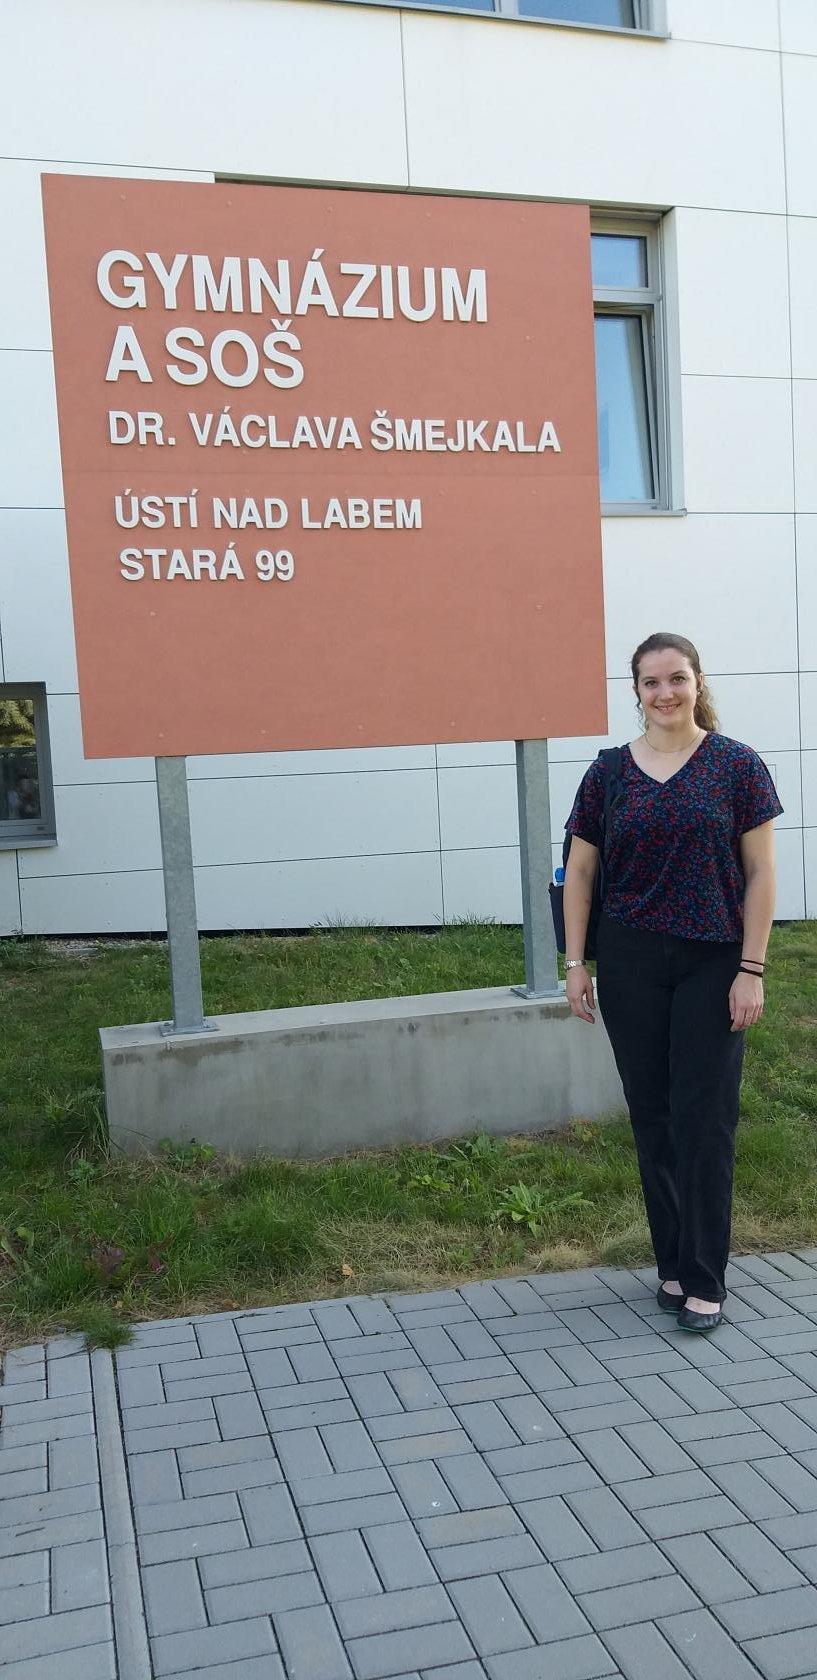 GYMNÁZIUM
A SOŠ
DR. VÁCLAVA ŠMEJKALA
ÚSTÍ NAD LABEM
STARÁ 99